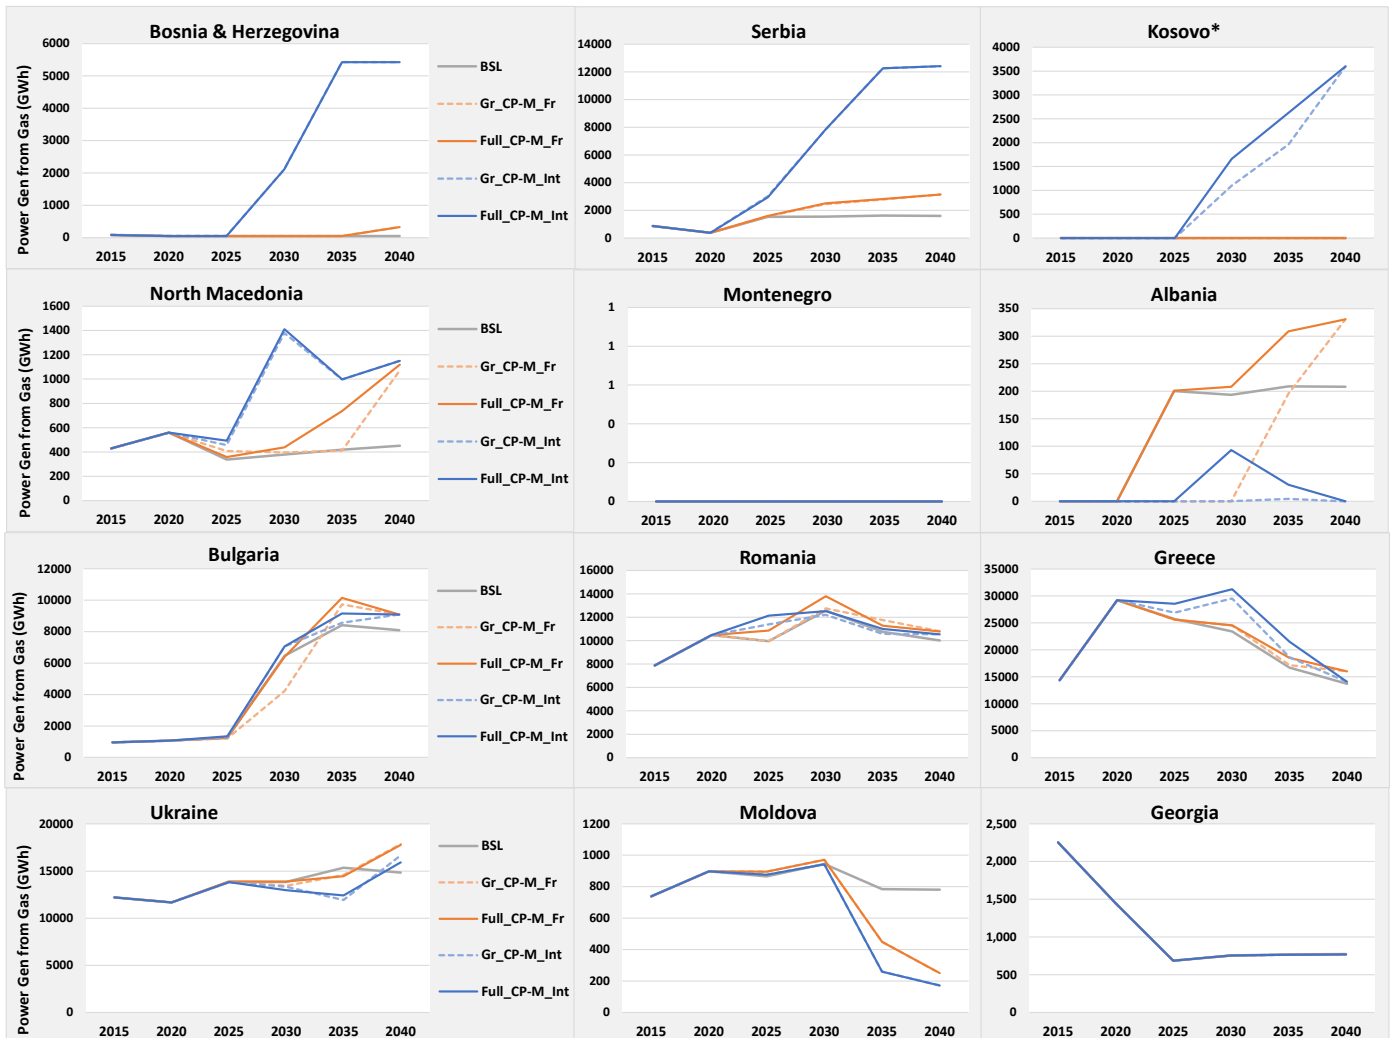 Bosnia & Herzegovina
Power Gen from Gas (GWh)
6000
5000
4000
3000
2000
1000
0
2015 2020 2025 2030 2035 2040
BSL
Gr_CP-M_Fr
Full_CP-M_Fr
Gr_CP-M_Int
Full_CP-M_Int
Serbia
14000
12000
10000
8000
6000
4000
2000
0
2015 2020 2025 2030 2035 2040
Kosovo*
4000
3500
3000
2500
2000
1500
1000
500
0
2015 2020 2025 2030 2035 2040
North Macedonia
Power Gen from Gas (GWh)
1600
1400
1200
1000
800
600
400
200
0
2015 2020 2025 2030 2035 2040
BSL
Gr_CP-M_Fr
Full_CP-M_Fr
Gr_CP-M_Int
Full_CP-M_Int
Montenegro
1
1
1
0
0
0
2015 2020 2025 2030 2035 2040
Albania
350
300
250
200
150
100
50
0
2015 2020 2025 2030 2035 2040
Bulgaria
Power Gen from Gas (GWh)
12000
10000
8000
6000
4000
2000
0
2015 2020 2025 2030 2035 2040
BSL
Gr_CP-M_Fr
Full_CP-M_Fr
Gr_CP-M_Int
Full_CP-M_Int
Romania
16000
14000
12000
10000
8000
6000
4000
2000
0
2015 2020 2025 2030 2035 2040
Greece
35000
30000
25000
20000
15000
10000
5000
0
2015 2020 2025 2030 2035 2040
Ukraine
Power Gen from Gas (GWh)
20000
15000
10000
5000
0
2015 2020 2025 2030 2035 2040
BSL
Gr_CP-M_Fr
Full_CP-M_Fr
Gr_CP-M_Int
Full_CP-M_Int
Moldova
1200
1000
800
600
400
200
0
2015 2020 2025 2030 2035 2040
Georgia
2,500
2,000
1,500
1,000
500
0
2015 2020 2025 2030 2035 2040